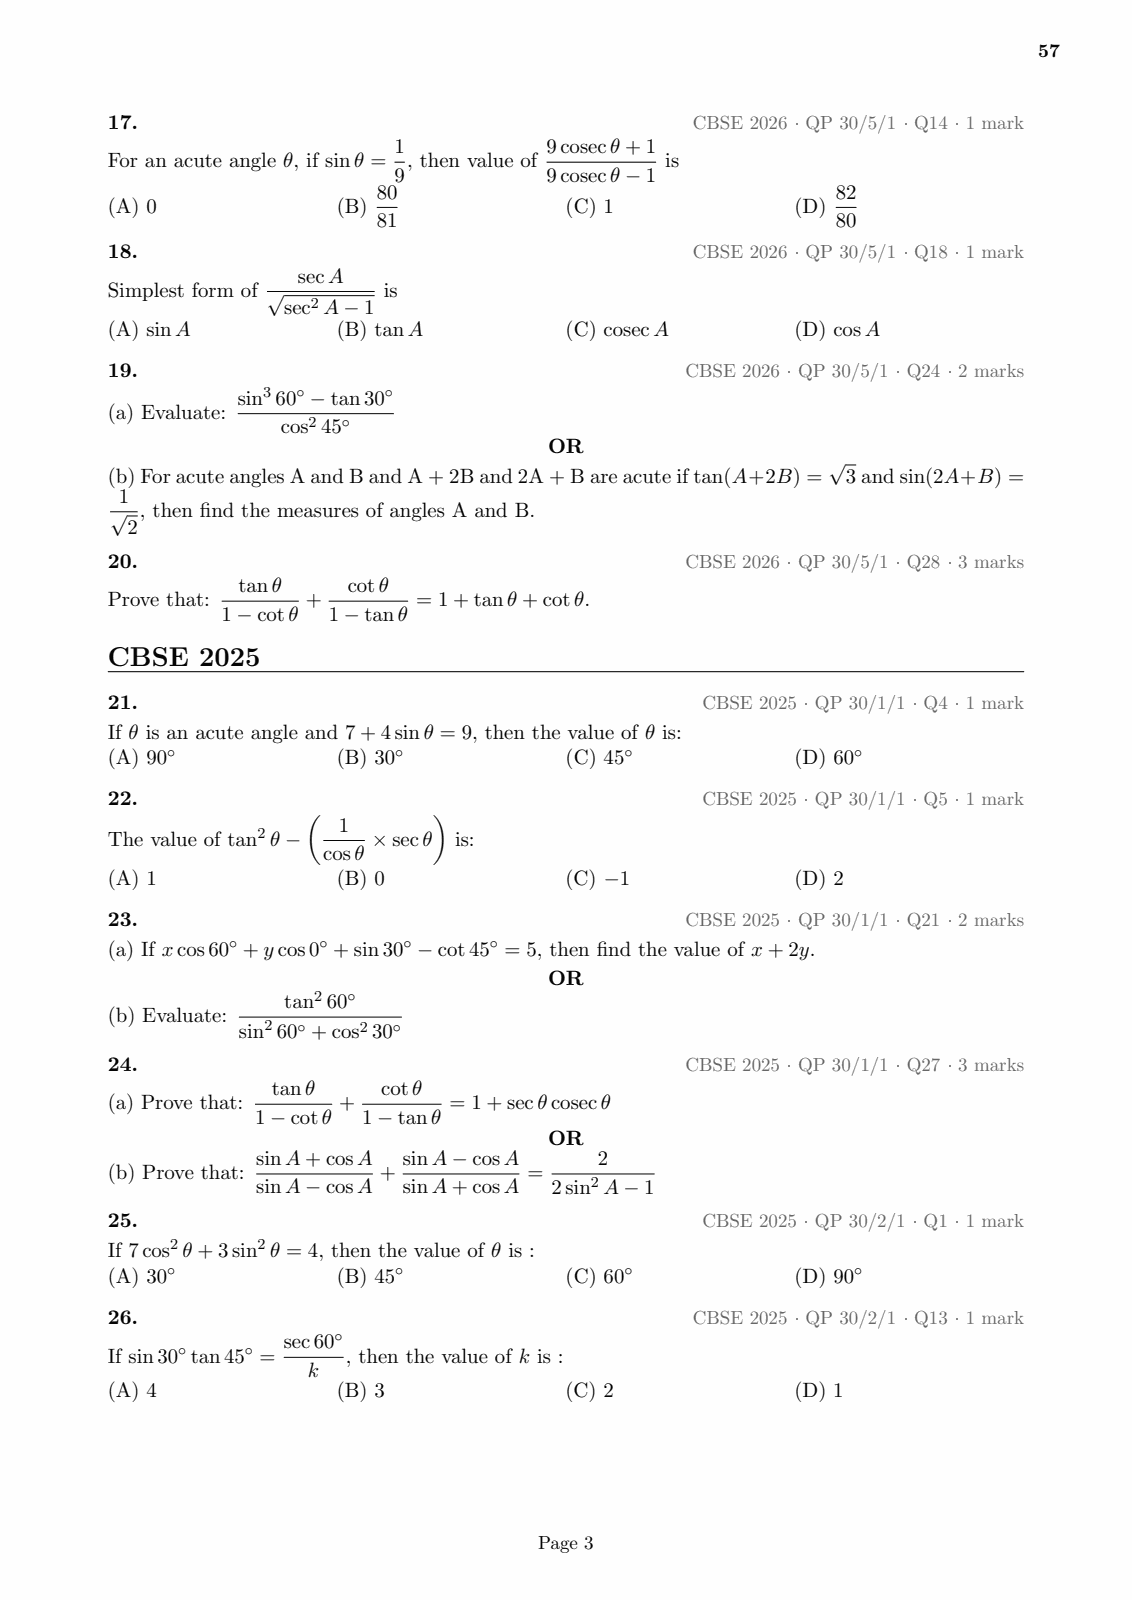 57
17. CBSE 2026 · QP 30/5/1 · Q14 · 1 mark
For an acute angle θ, if sin θ = 1/9, then value of (9 cosec θ + 1)/(9 cosec θ − 1) is
(A) 0 (B) 80/81 (C) 1 (D) 82/80
18. CBSE 2026 · QP 30/5/1 · Q18 · 1 mark
Simplest form of sec A/√(sec² A − 1) is
(A) sin A (B) tan A (C) cosec A (D) cos A
19. CBSE 2026 · QP 30/5/1 · Q24 · 2 marks
(a) Evaluate: (sin³ 60° − tan 30°)/(cos² 45°)
OR
(b) For acute angles A and B and A + 2B and 2A + B are acute if tan(A+2B) = √3 and sin(2A+B) =
1/√2, then find the measures of angles A and B.
20. CBSE 2026 · QP 30/5/1 · Q28 · 3 marks
Prove that: tan θ/(1 − cot θ) + cot θ/(1 − tan θ) = 1 + tan θ + cot θ.
CBSE 2025
21. CBSE 2025 · QP 30/1/1 · Q4 · 1 mark
If θ is an acute angle and 7 + 4 sin θ = 9, then the value of θ is:
(A) 90° (B) 30° (C) 45° (D) 60°
22. CBSE 2025 · QP 30/1/1 · Q5 · 1 mark
The value of tan² θ − (1/cos θ × sec θ) is:
(A) 1 (B) 0 (C) −1 (D) 2
23. CBSE 2025 · QP 30/1/1 · Q21 · 2 marks
(a) If x cos 60° + y cos 0° + sin 30° − cot 45° = 5, then find the value of x + 2y.
OR
(b) Evaluate: tan² 60°/(sin² 60° + cos² 30°)
24. CBSE 2025 · QP 30/1/1 · Q27 · 3 marks
(a) Prove that: tan θ/(1 − cot θ) + cot θ/(1 − tan θ) = 1 + sec θ cosec θ
OR
(b) Prove that: (sin A + cos A)/(sin A − cos A) + (sin A − cos A)/(sin A + cos A) = 2/(2 sin² A − 1)
25. CBSE 2025 · QP 30/2/1 · Q1 · 1 mark
If 7 cos² θ + 3 sin² θ = 4, then the value of θ is :
(A) 30° (B) 45° (C) 60° (D) 90°
26. CBSE 2025 · QP 30/2/1 · Q13 · 1 mark
If sin 30° tan 45° = sec 60°/k, then the value of k is :
(A) 4 (B) 3 (C) 2 (D) 1
Page 3